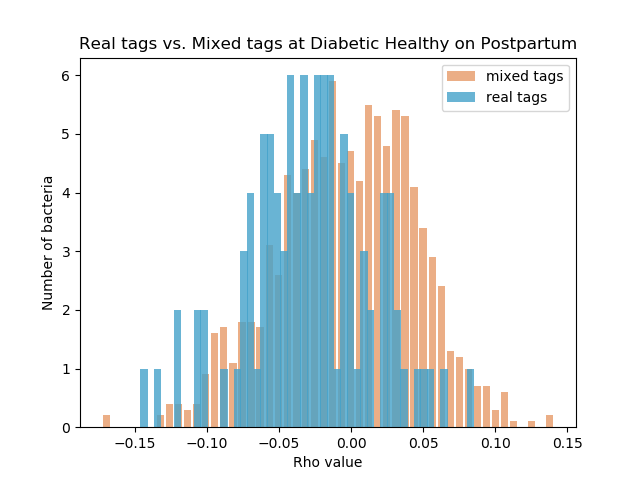 Real tags vs. Mixed tags at Diabetic Healthy on Postpartum
mixed tags
real tags
Number of bacteria
6
5
4
3
2
1
0
−0.15
−0.10
−0.05
0.00
0.05
0.10
0.15
Rho value